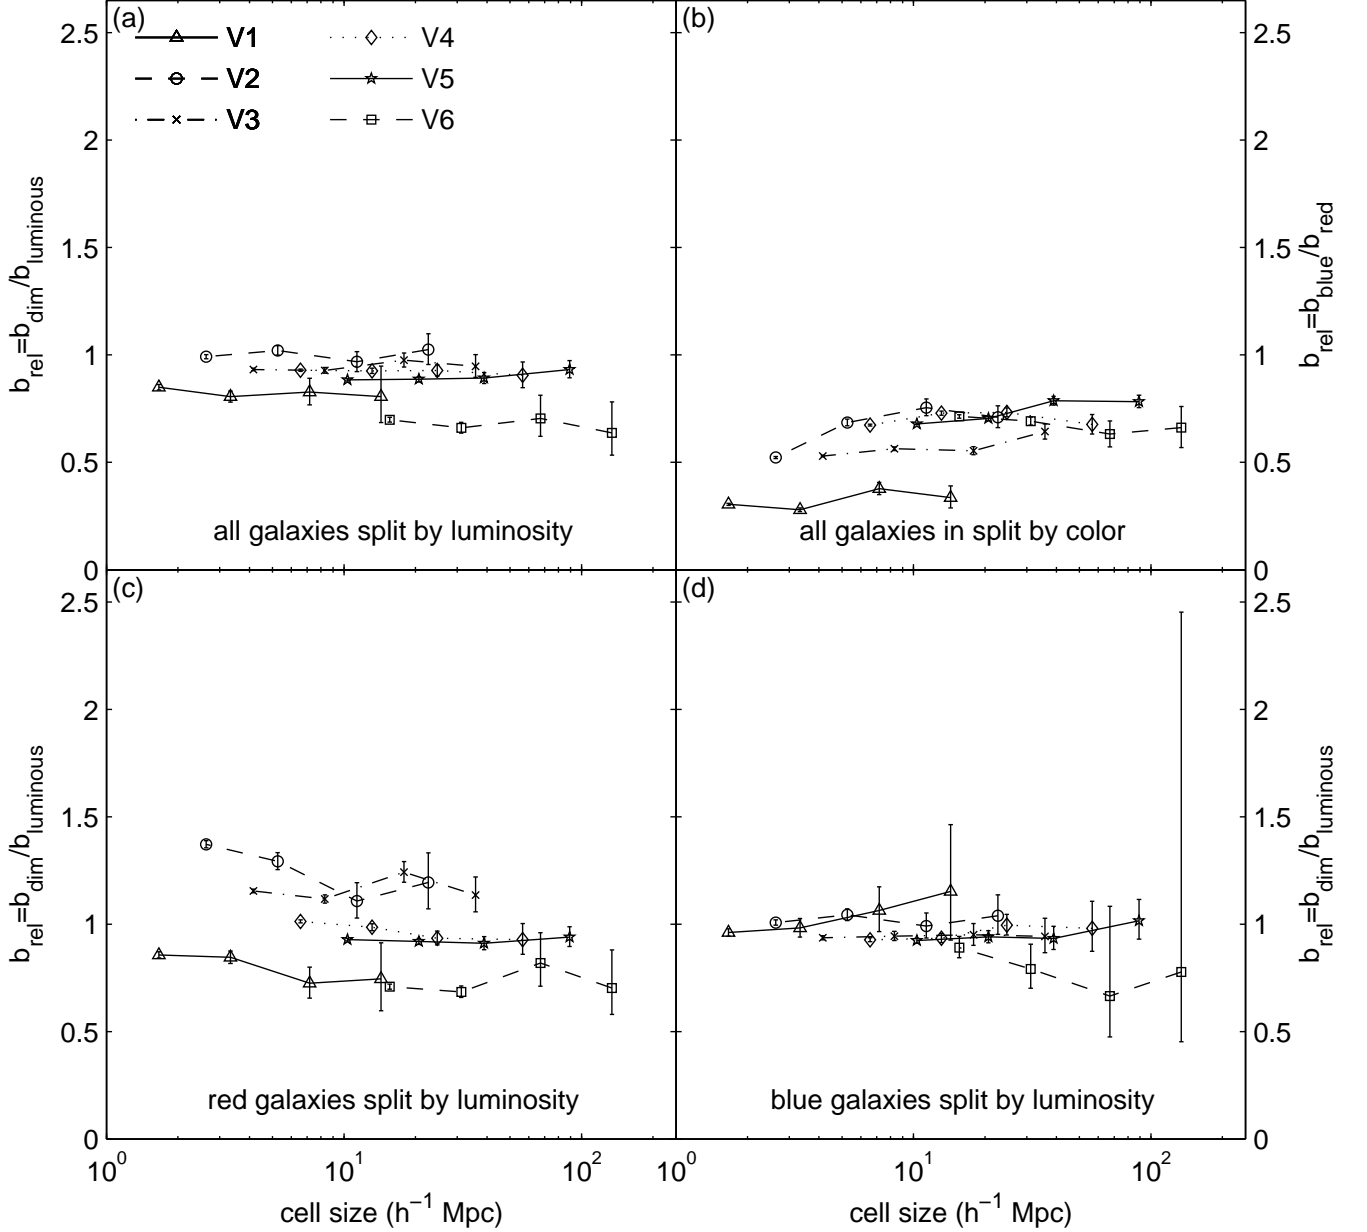 (a)
V1
V2
V3
V4
V5
V6
2.5
2
1.5
1
0.5
0
b_rel=b_dim/b_luminous
all galaxies split by luminosity
(b)
2.5
2
1.5
1
0.5
0
b_rel=b_blue/b_red
all galaxies in split by color
(c)
2.5
2
1.5
1
0.5
0
b_rel=b_dim/b_luminous
red galaxies split by luminosity
10^0
10^1
10^2
cell size (h^−1 Mpc)
(d)
2.5
2
1.5
1
0.5
0
b_rel=b_dim/b_luminous
blue galaxies split by luminosity
10^0
10^1
10^2
cell size (h^−1 Mpc)